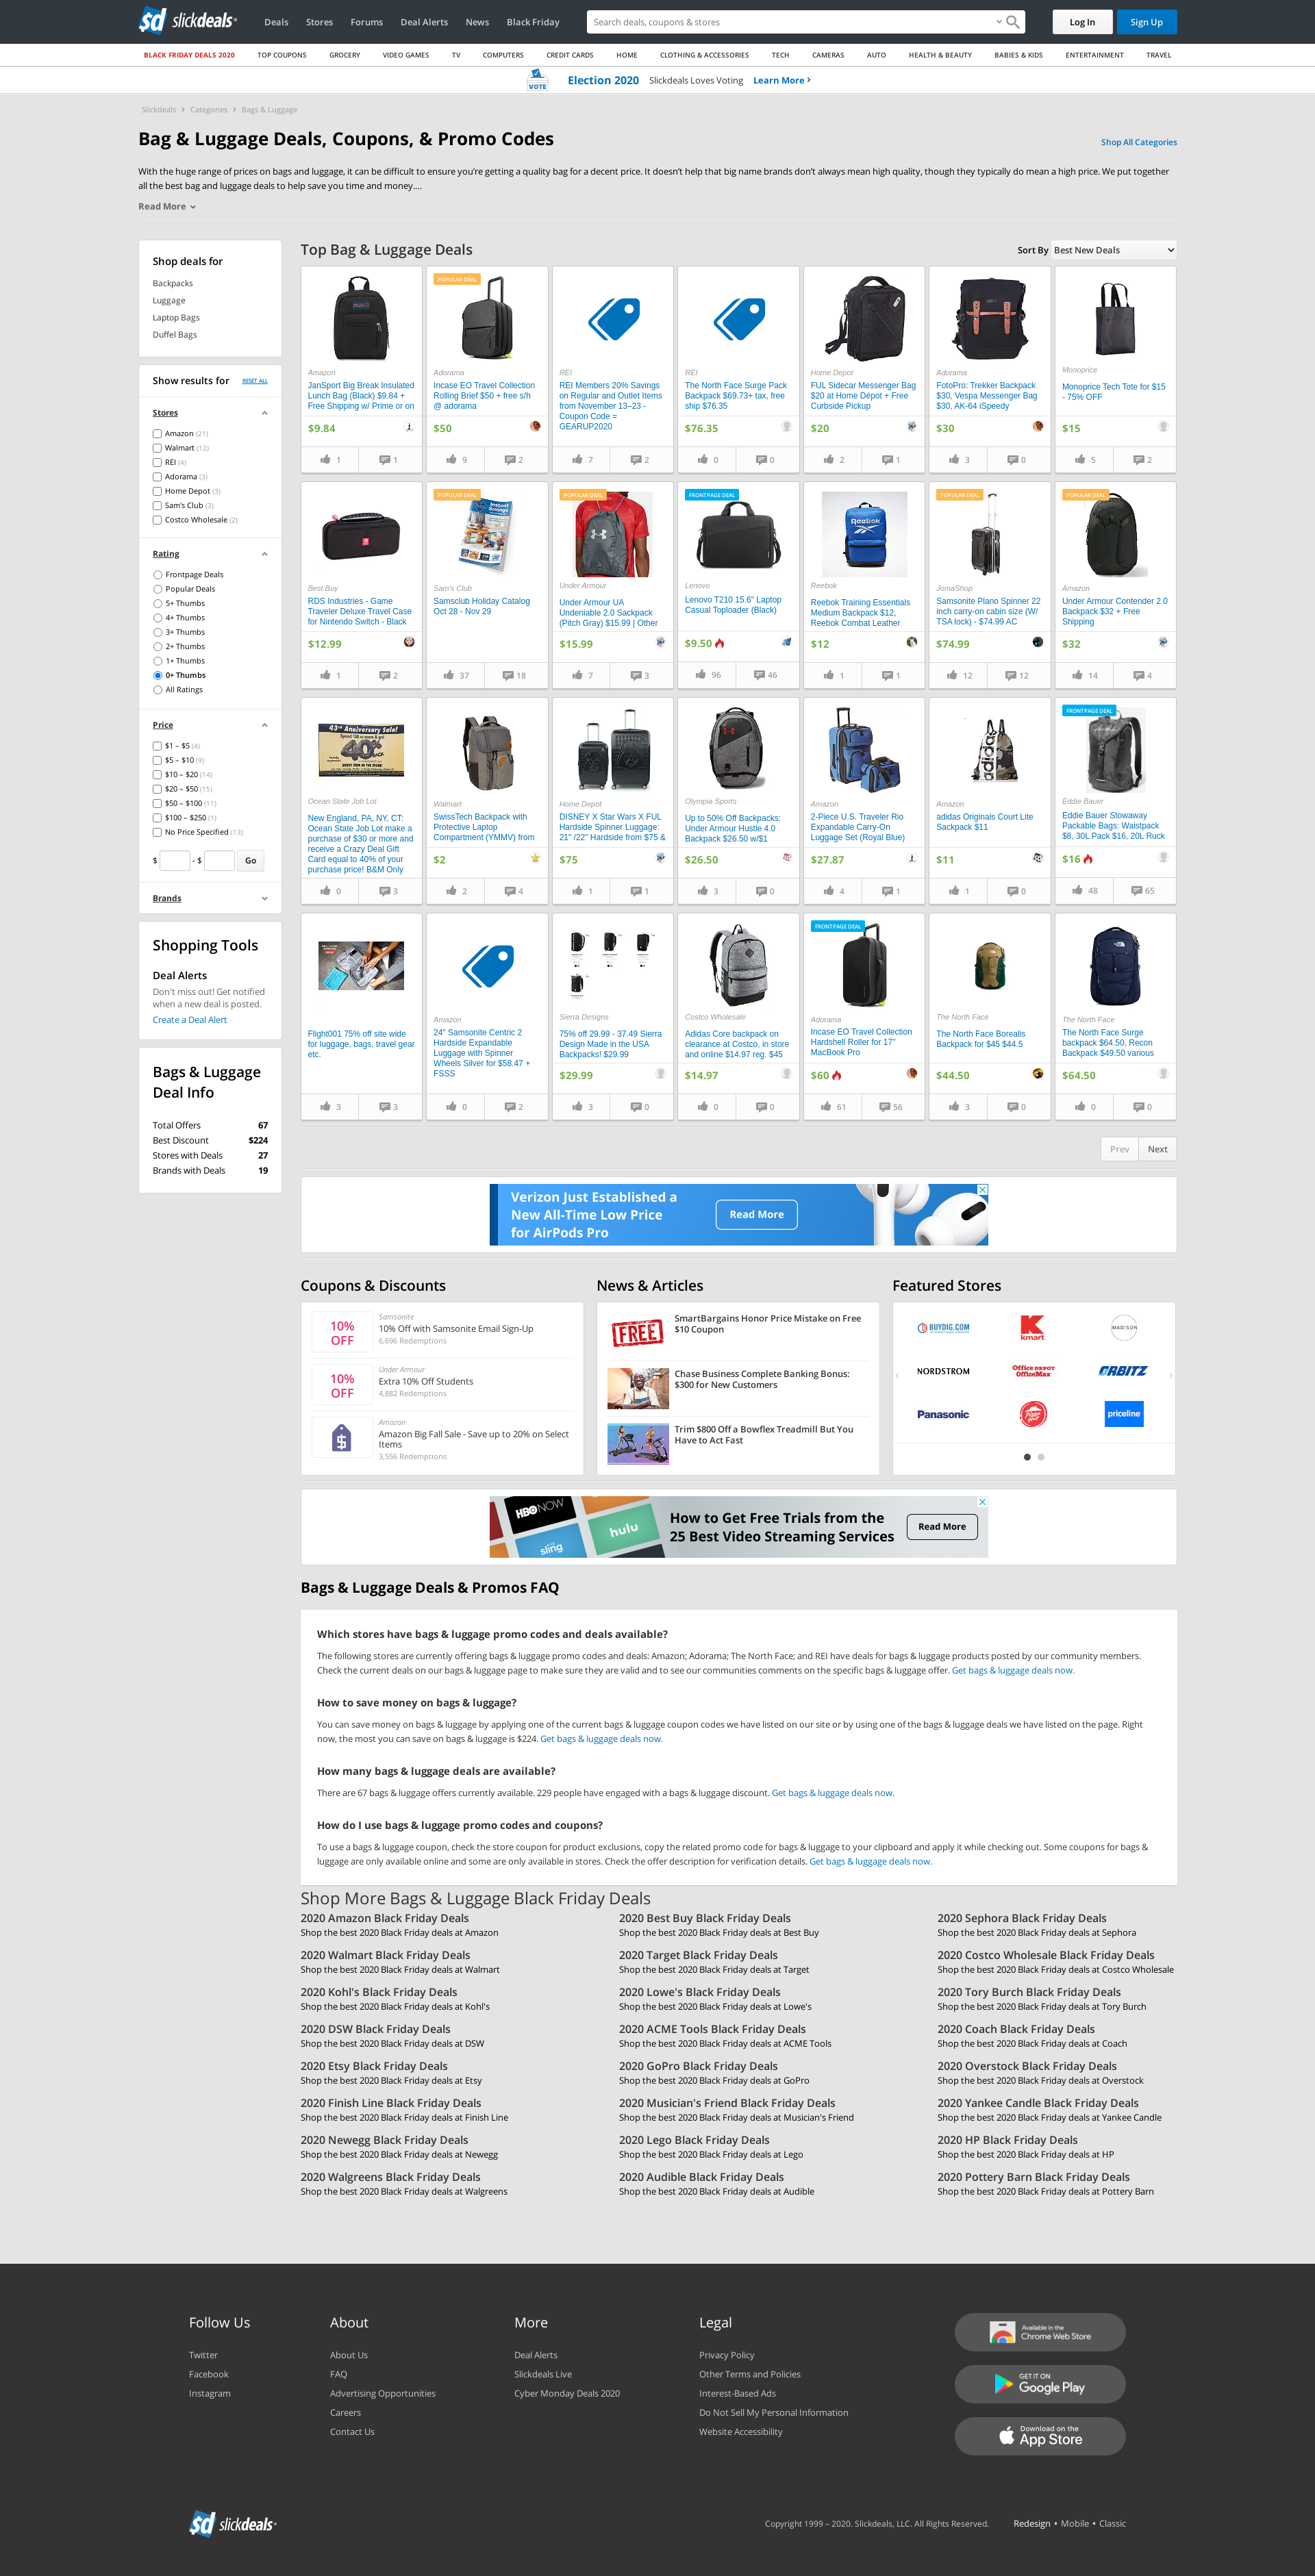 slickdeals
Deals Stores Forums Deal Alerts News Black Friday
Search deals, coupons & stores
Log In Sign Up
BLACK FRIDAY DEALS 2020 TOP COUPONS GROCERY VIDEO GAMES TV COMPUTERS CREDIT CARDS HOME CLOTHING & ACCESSORIES TECH CAMERAS AUTO HEALTH & BEAUTY BABIES & KIDS ENTERTAINMENT TRAVEL
VOTE Election 2020 Slickdeals Loves Voting Learn More
Slickdeals Categories Bags & Luggage
Bag & Luggage Deals, Coupons, & Promo Codes
Shop All Categories
With the huge range of prices on bags and luggage, it can be difficult to ensure you're getting a quality bag for a decent price. It doesn't help that big name brands don't always mean high quality, though they typically do mean a high price. We put together
all the best bag and luggage deals to help save you time and money....
Read More
Shop deals for
Backpacks
Luggage
Laptop Bags
Duffel Bags
Show results for RESET ALL
Stores
Amazon (21)
Walmart (12)
REI (4)
Adorama (3)
Home Depot (3)
Sam's Club (3)
Costco Wholesale (2)
Rating
Frontpage Deals
Popular Deals
5+ Thumbs
4+ Thumbs
3+ Thumbs
2+ Thumbs
1+ Thumbs
0+ Thumbs
All Ratings
Price
$1 – $5 (4)
$5 – $10 (9)
$10 – $20 (14)
$20 – $50 (15)
$50 – $100 (11)
$100 – $250 (1)
No Price Specified (13)
$ - $ Go
Brands
Shopping Tools
Deal Alerts
Don't miss out! Get notified
when a new deal is posted.
Create a Deal Alert
Bags & Luggage
Deal Info
Total Offers 67
Best Discount $224
Stores with Deals 27
Brands with Deals 19
Top Bag & Luggage Deals
Sort By Best New Deals
Amazon
JanSport Big Break Insulated
Lunch Bag (Black) $9.84 +
Free Shipping w/ Prime or on
$9.84
1 1
POPULAR DEAL
Adorama
Incase EO Travel Collection
Rolling Brief $50 + free s/h
@ adorama
$50
9 2
REI
REI Members 20% Savings
on Regular and Outlet Items
from November 13–23 -
Coupon Code =
GEARUP2020
7 2
REI
The North Face Surge Pack
Backpack $69.73+ tax, free
ship $76.35
$76.35
0 0
Home Depot
FUL Sidecar Messenger Bag
$20 at Home Dépot + Free
Curbside Pickup
$20
2 1
Adorama
FotoPro: Trekker Backpack
$30, Vespa Messenger Bag
$30, AK-64 iSpeedy
$30
3 0
Monoprice
Monoprice Tech Tote for $15
- 75% OFF
$15
5 2
Best Buy
RDS Industries - Game
Traveler Deluxe Travel Case
for Nintendo Switch - Black
$12.99
1 2
POPULAR DEAL
Sam's Club
Samsclub Holiday Catalog
Oct 28 - Nov 29
37 18
POPULAR DEAL
Under Armour
Under Armour UA
Undeniable 2.0 Sackpack
(Pitch Gray) $15.99 | Other
$15.99
7 3
FRONTPAGE DEAL
Lenovo
Lenovo T210 15.6" Laptop
Casual Toploader (Black)
$9.50
96 46
Reebok
Reebok
Reebok Training Essentials
Medium Backpack $12,
Reebok Combat Leather
$12
1 1
POPULAR DEAL
JomaShop
Samsonite Plano Spinner 22
inch carry-on cabin size (W/
TSA lock) - $74.99 AC
$74.99
12 12
POPULAR DEAL
Amazon
Under Armour Contender 2.0
Backpack $32 + Free
Shipping
$32
14 4
43rd Anniversary Sale!
40%
Ocean State Job Lot
New England, PA, NY, CT:
Ocean State Job Lot make a
purchase of $30 or more and
receive a Crazy Deal Gift
Card equal to 40% of your
purchase price! B&M Only
0 3
Walmart
SwissTech Backpack with
Protective Laptop
Compartment (YMMV) from
$2
2 4
Home Depot
DISNEY X Star Wars X FUL
Hardside Spinner Luggage:
21" /22" Hardside from $75 &
$75
1 1
Olympia Sports
Up to 50% Off Backpacks:
Under Armour Hustle 4.0
Backpack $26.50 w/$1
$26.50
3 0
Amazon
2-Piece U.S. Traveler Rio
Expandable Carry-On
Luggage Set (Royal Blue)
$27.87
4 1
Amazon
adidas Originals Court Lite
Sackpack $11
$11
1 0
FRONTPAGE DEAL
Eddie Bauer
Eddie Bauer Stowaway
Packable Bags: Waistpack
$8, 30L Pack $16, 20L Ruck
$16
48 65
Flight001 75% off site wide
for luggage, bags, travel gear
etc.
3 3
Amazon
24" Samsonite Centric 2
Hardside Expandable
Luggage with Spinner
Wheels Silver for $58.47 +
FSSS
0 2
Sierra Designs
75% off 29.99 - 37.49 Sierra
Design Made in the USA
Backpacks! $29.99
$29.99
3 0
Costco Wholesale
Adidas Core backpack on
clearance at Costco, in store
and online $14.97 reg. $45
$14.97
0 0
FRONTPAGE DEAL
Adorama
Incase EO Travel Collection
Hardshell Roller for 17"
MacBook Pro
$60
61 56
The North Face
The North Face Borealis
Backpack for $45 $44.5
$44.50
3 0
The North Face
The North Face Surge
backpack $64.50, Recon
Backpack $49.50 various
$64.50
0 0
Prev Next
Verizon Just Established a
New All-Time Low Price
for AirPods Pro
Read More
Coupons & Discounts
10%
OFF
Samsonite
10% Off with Samsonite Email Sign-Up
6,696 Redemptions
10%
OFF
Under Armour
Extra 10% Off Students
4,882 Redemptions
Amazon
Amazon Big Fall Sale - Save up to 20% on Select
Items
3,556 Redemptions
News & Articles
FREE
SmartBargains Honor Price Mistake on Free
$10 Coupon
Chase Business Complete Banking Bonus:
$300 for New Customers
Trim $800 Off a Bowflex Treadmill But You
Have to Act Fast
Featured Stores
BUYDIG.COM kmart MADISON
NORDSTROM Office DEPOT OfficeMax ORBITZ
Panasonic Pizza Hut priceline
HBO NOW
hulu
sling
How to Get Free Trials from the
25 Best Video Streaming Services
Read More
Bags & Luggage Deals & Promos FAQ
Which stores have bags & luggage promo codes and deals available?
The following stores are currently offering bags & luggage promo codes and deals: Amazon; Adorama; The North Face; and REI have deals for bags & luggage products posted by our community members.
Check the current deals on our bags & luggage page to make sure they are valid and to see our communities comments on the specific bags & luggage offer. Get bags & luggage deals now.
How to save money on bags & luggage?
You can save money on bags & luggage by applying one of the current bags & luggage coupon codes we have listed on our site or by using one of the bags & luggage deals we have listed on the page. Right
now, the most you can save on bags & luggage is $224. Get bags & luggage deals now.
How many bags & luggage deals are available?
There are 67 bags & luggage offers currently available. 229 people have engaged with a bags & luggage discount. Get bags & luggage deals now.
How do I use bags & luggage promo codes and coupons?
To use a bags & luggage coupon, check the store coupon for product exclusions, copy the related promo code for bags & luggage to your clipboard and apply it while checking out. Some coupons for bags &
luggage are only available online and some are only available in stores. Check the offer description for verification details. Get bags & luggage deals now.
Shop More Bags & Luggage Black Friday Deals
2020 Amazon Black Friday Deals
Shop the best 2020 Black Friday deals at Amazon
2020 Best Buy Black Friday Deals
Shop the best 2020 Black Friday deals at Best Buy
2020 Sephora Black Friday Deals
Shop the best 2020 Black Friday deals at Sephora
2020 Walmart Black Friday Deals
Shop the best 2020 Black Friday deals at Walmart
2020 Target Black Friday Deals
Shop the best 2020 Black Friday deals at Target
2020 Costco Wholesale Black Friday Deals
Shop the best 2020 Black Friday deals at Costco Wholesale
2020 Kohl's Black Friday Deals
Shop the best 2020 Black Friday deals at Kohl's
2020 Lowe's Black Friday Deals
Shop the best 2020 Black Friday deals at Lowe's
2020 Tory Burch Black Friday Deals
Shop the best 2020 Black Friday deals at Tory Burch
2020 DSW Black Friday Deals
Shop the best 2020 Black Friday deals at DSW
2020 ACME Tools Black Friday Deals
Shop the best 2020 Black Friday deals at ACME Tools
2020 Coach Black Friday Deals
Shop the best 2020 Black Friday deals at Coach
2020 Etsy Black Friday Deals
Shop the best 2020 Black Friday deals at Etsy
2020 GoPro Black Friday Deals
Shop the best 2020 Black Friday deals at GoPro
2020 Overstock Black Friday Deals
Shop the best 2020 Black Friday deals at Overstock
2020 Finish Line Black Friday Deals
Shop the best 2020 Black Friday deals at Finish Line
2020 Musician's Friend Black Friday Deals
Shop the best 2020 Black Friday deals at Musician's Friend
2020 Yankee Candle Black Friday Deals
Shop the best 2020 Black Friday deals at Yankee Candle
2020 Newegg Black Friday Deals
Shop the best 2020 Black Friday deals at Newegg
2020 Lego Black Friday Deals
Shop the best 2020 Black Friday deals at Lego
2020 HP Black Friday Deals
Shop the best 2020 Black Friday deals at HP
2020 Walgreens Black Friday Deals
Shop the best 2020 Black Friday deals at Walgreens
2020 Audible Black Friday Deals
Shop the best 2020 Black Friday deals at Audible
2020 Pottery Barn Black Friday Deals
Shop the best 2020 Black Friday deals at Pottery Barn
Follow Us
Twitter
Facebook
Instagram
About
About Us
FAQ
Advertising Opportunities
Careers
Contact Us
More
Deal Alerts
Slickdeals Live
Cyber Monday Deals 2020
Legal
Privacy Policy
Other Terms and Policies
Interest-Based Ads
Do Not Sell My Personal Information
Website Accessibility
Available in the
Chrome Web Store
GET IT ON
Google Play
Download on the
App Store
slickdeals
Copyright 1999 – 2020. Slickdeals, LLC. All Rights Reserved. Redesign • Mobile • Classic